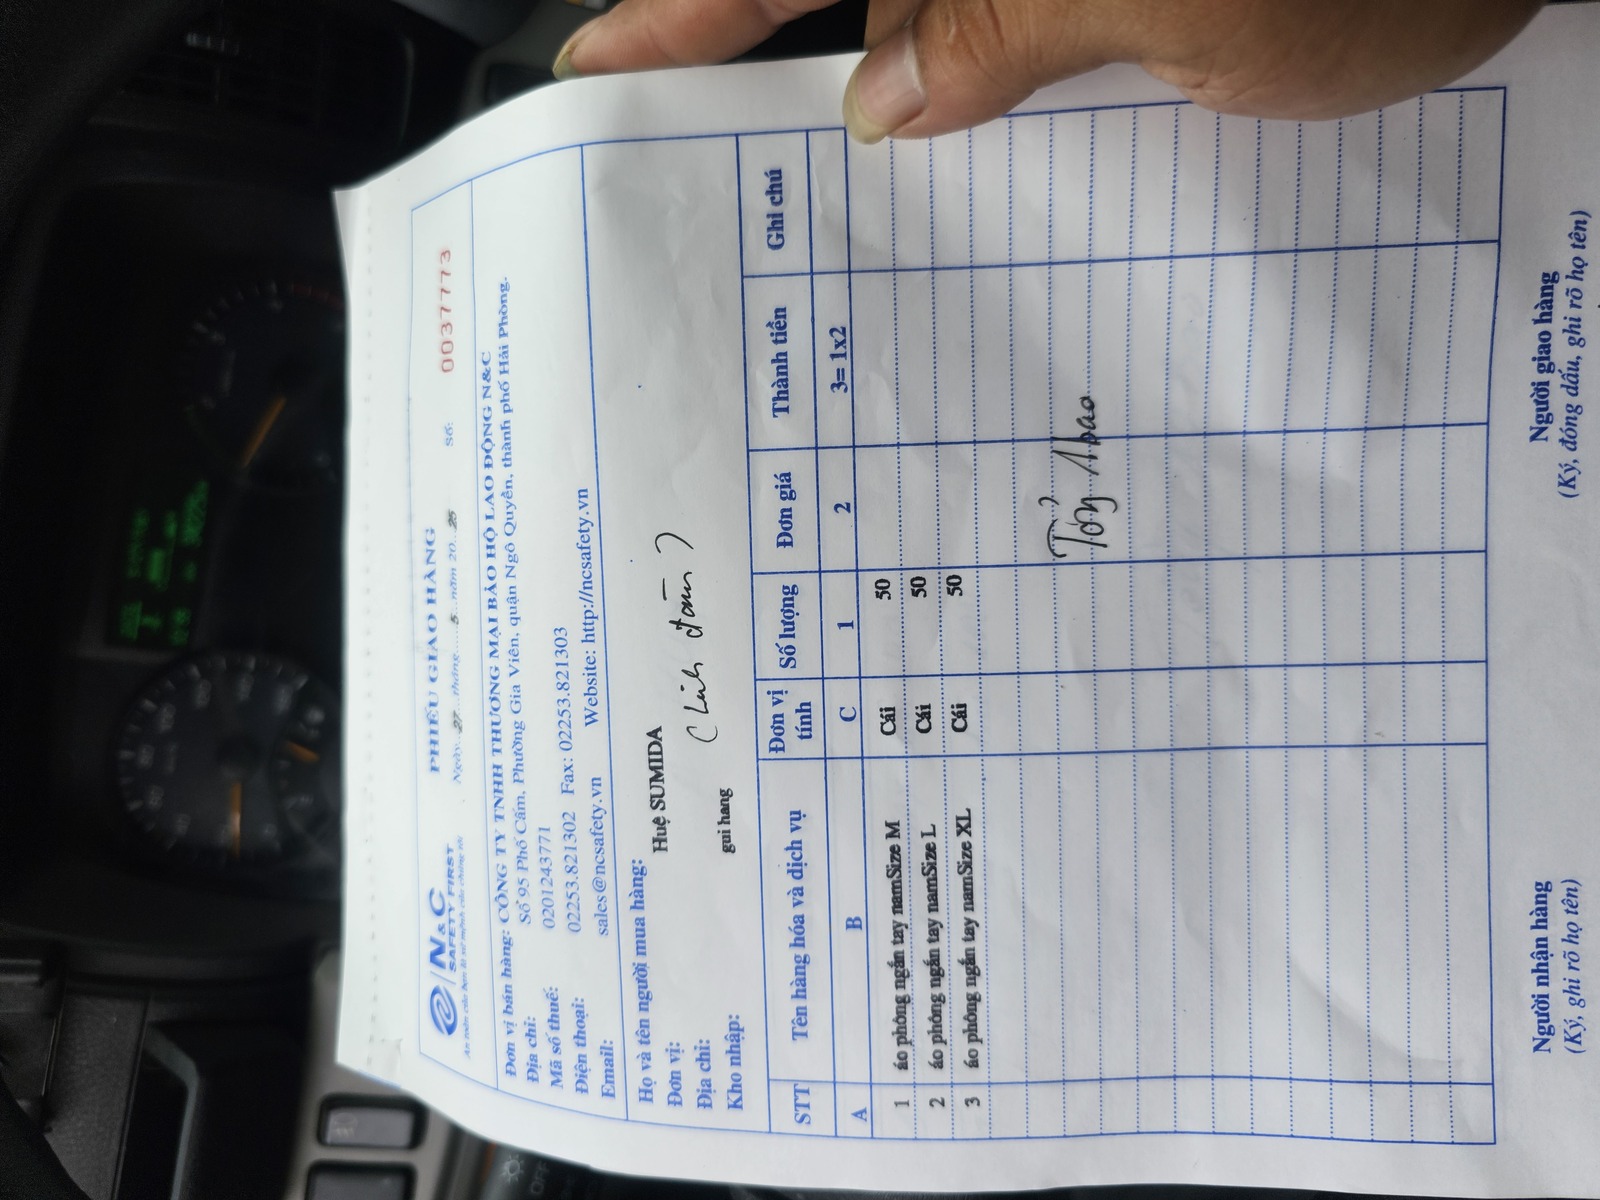 N&C
SAFETY FIRST
PHIẾU GIAO HÀNG
Ngày 27 tháng 5 năm 20 25
Số: 0037773
Đơn vị bán hàng: CÔNG TY TNHH THƯƠNG MẠI BẢO HỘ LAO ĐỘNG N&C
Địa chỉ: Số 95 Phố Cấm, Phường Gia Viên, quận Ngô Quyền, thành phố Hải Phòng.
Mã số thuế: 0201243771
Điện thoại: 02253.821302 Fax: 02253.821303
Email: sales@ncsafety.vn Website: http://ncsafety.vn
Họ và tên người mua hàng:
Đơn vị: Huệ SUMIDA
Địa chỉ:
Kho nhập: gui hang
STT Tên hàng hóa và dịch vụ Đơn vị tính Số lượng Đơn giá Thành tiền Ghi chú
A B C 1 2 3= 1x2
1 áo phông ngắn tay namSize M Cái 50
2 áo phông ngắn tay namSize L Cái 50
3 áo phông ngắn tay namSize XL Cái 50
Người nhận hàng
(Ký, ghi rõ họ tên)
Người giao hàng
(Ký, đóng dấu, ghi rõ họ tên)
OFF